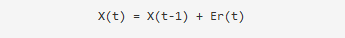 X(t) = X(t-1) + Er(t)